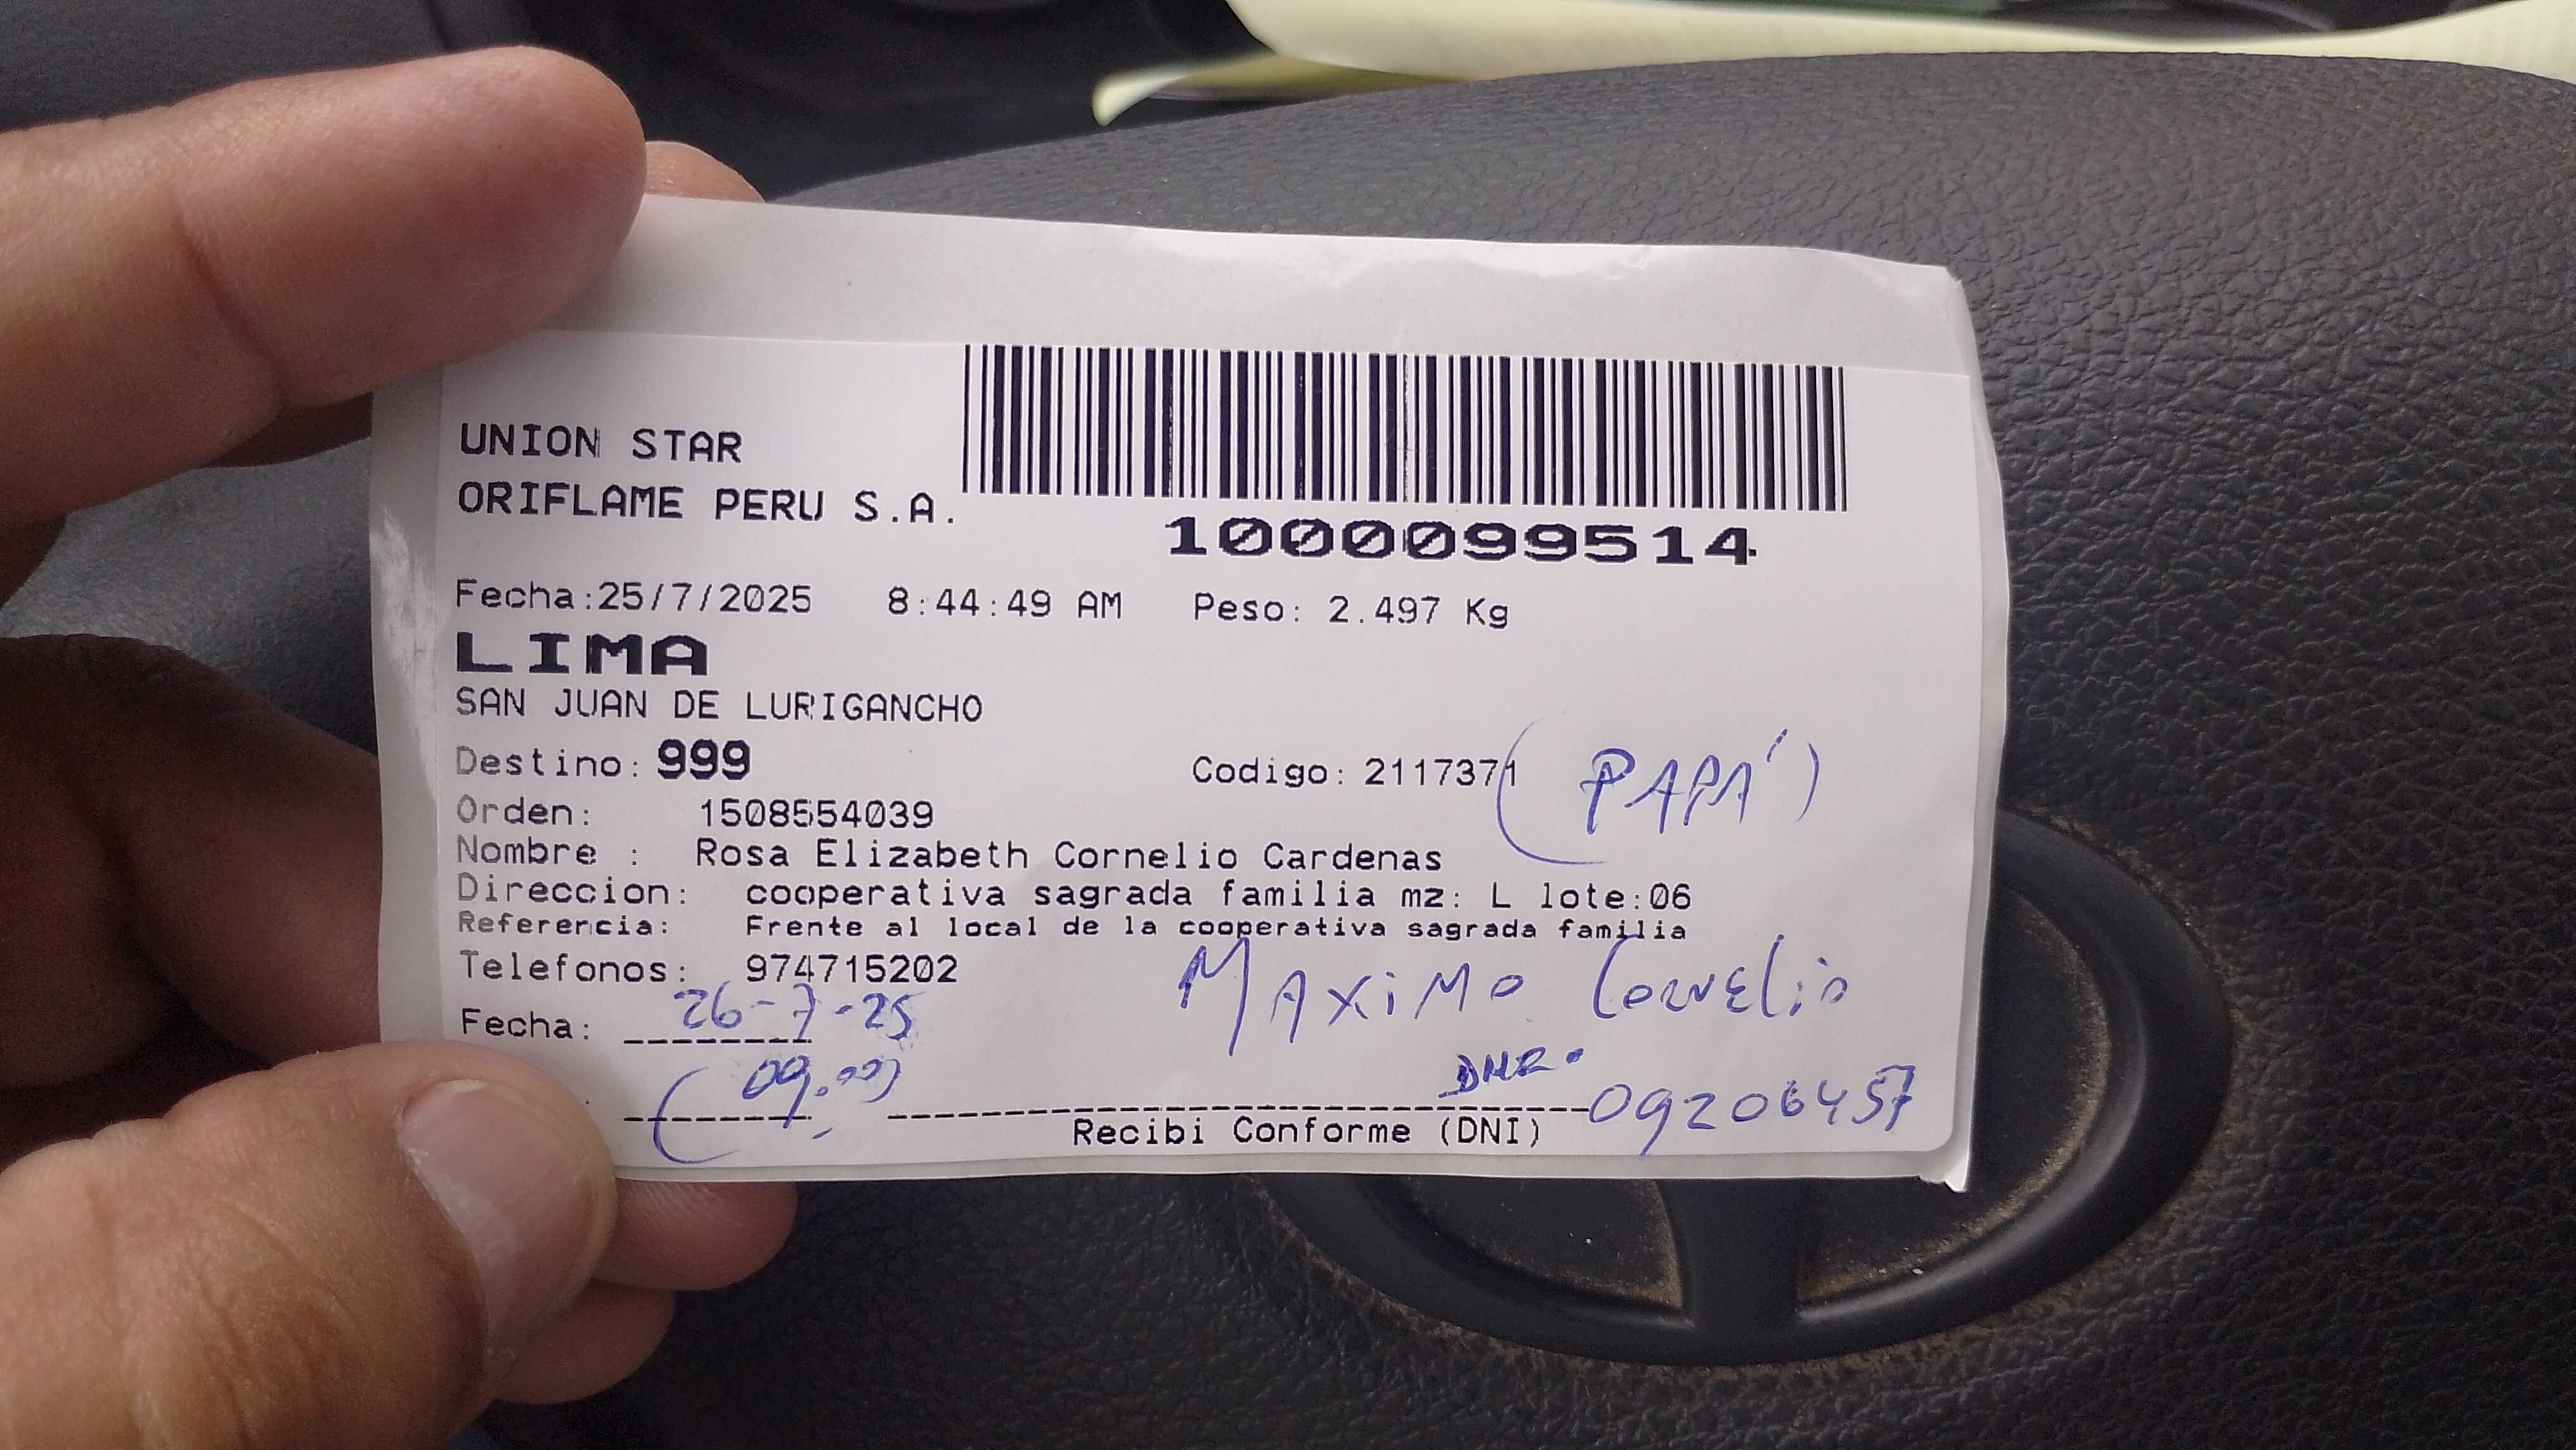 UNION STAR
ORIFLAME PERU S.A.
1000099514
Fecha:25/7/2025 8:44:49 AM Peso: 2.497 Kg
LIMA
SAN JUAN DE LURIGANCHO
Destino: 999 Codigo: 2117371 (PAPÁ)
Orden: 1508554039
Nombre : Rosa Elizabeth Cornelio Cardenas
Direccion: cooperativa sagrada familia mz: L lote:06
Referencia: Frente al local de la cooperativa sagrada familia
Telefonos: 974715202
MAXiMO Cornelio
Fecha: 26-7-25
09206457
Recibi Conforme (DNI)